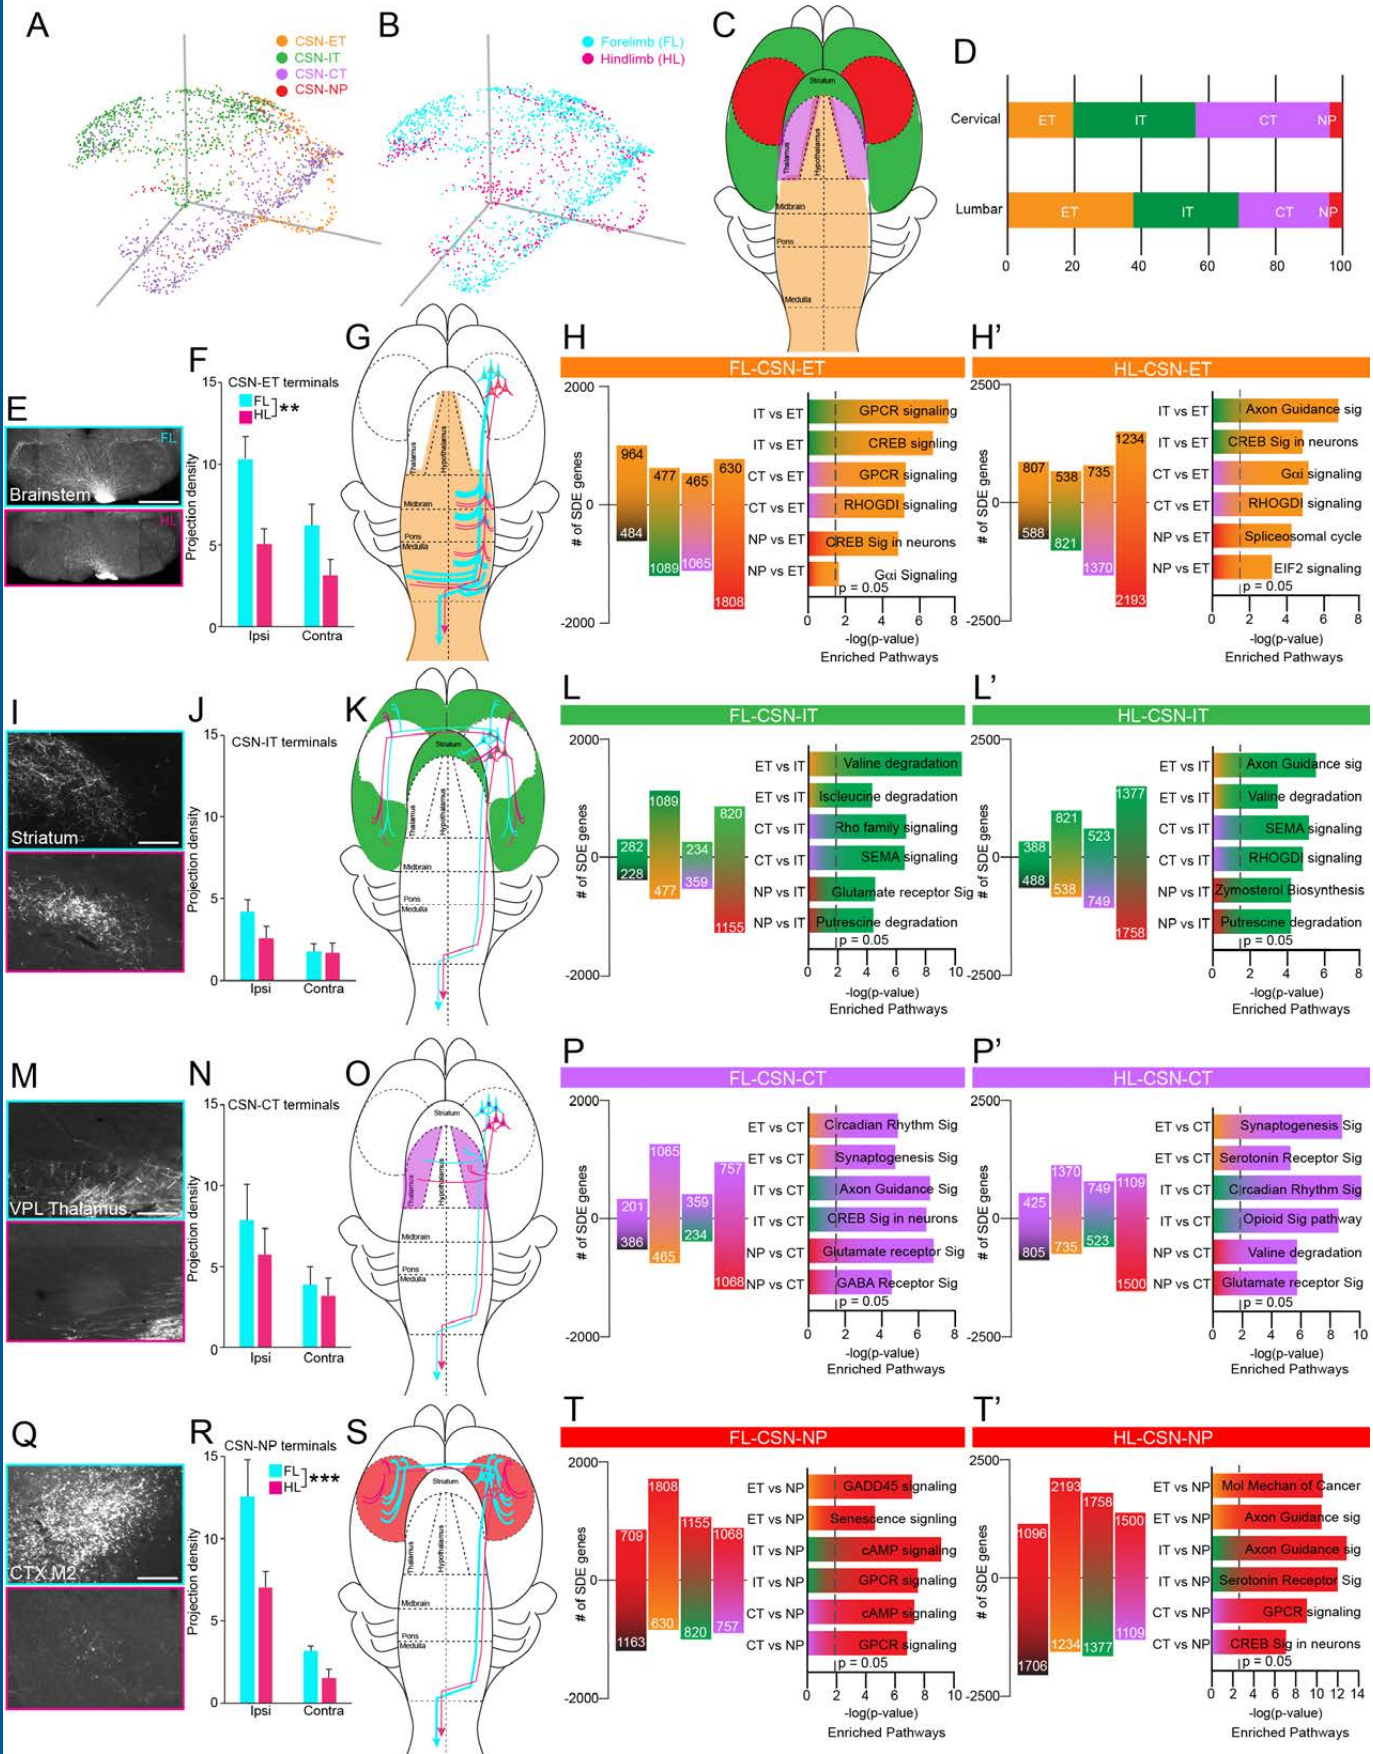 A
CSN-ET
CSN-IT
CSN-CT
CSN-NP
B
Forelimb (FL)
Hindlimb (HL)
C
Striatum
Thalamus
Hypothalamus
Midbrain
Pons
Medulla
D
Cervical
ET IT CT NP
Lumbar
ET IT CT NP
0 20 40 60 80 100
E
FL
Brainstem
HL
F
CSN-ET terminals
FL
HL
**
Projection density
15
10
5
0
Ipsi Contra
G
Thalamus
Hypothalamus
Midbrain
Pons
Medulla
H
FL-CSN-ET
# of SDE genes
2000
0
-2000
964 477 465 630
484 1089 1065 1808
IT vs ET GPCR signaling
IT vs ET CREB signling
CT vs ET GPCR signaling
CT vs ET RHOGDI signaling
NP vs ET CREB Sig in neurons
NP vs ET Gαi Signaling
p = 0.05
0 2 4 6 8
-log(p-value)
Enriched Pathways
H'
HL-CSN-ET
# of SDE genes
2500
0
-2500
807 538 735 1234
588 821 1370 2193
IT vs ET Axon Guidance sig
IT vs ET CREB Sig in neurons
CT vs ET Gαi signaling
CT vs ET RHOGDI signaling
NP vs ET Spliceosomal cycle
NP vs ET EIF2 signaling
p = 0.05
0 2 4 6 8
-log(p-value)
Enriched Pathways
I
Striatum
J
CSN-IT terminals
Projection density
15
10
5
0
Ipsi Contra
K
Striatum
Thalamus
Hypothalamus
Midbrain
Pons
Medulla
L
FL-CSN-IT
# of SDE genes
2000
0
-2000
282 1089 234 820
228 477 359 1155
ET vs IT Valine degradation
ET vs IT Iscleucine degradation
CT vs IT Rho family signaling
CT vs IT SEMA signaling
NP vs IT Glutamate receptor Sig
NP vs IT Putrescine degradation
p = 0.05
0 2 4 6 8 10
-log(p-value)
Enriched Pathways
L'
HL-CSN-IT
# of SDE genes
2500
0
-2500
388 821 523 1377
488 538 749 1758
ET vs IT Axon Guidance sig
ET vs IT Valine degradation
CT vs IT SEMA signaling
CT vs IT RHOGDI signaling
NP vs IT Zymosterol Biosynthesis
NP vs IT Putrescine degradation
p = 0.05
0 2 4 6 8
-log(p-value)
Enriched Pathways
M
VPL Thalamus
N
CSN-CT terminals
Projection density
15
10
5
0
Ipsi Contra
O
Striatum
Thalamus
Hypothalamus
Midbrain
Pons
Medulla
P
FL-CSN-CT
# of SDE genes
2000
0
-2000
201 1065 359 757
386 465 234 1068
ET vs CT Circadian Rhythm Sig
ET vs CT Synaptogenesis Sig
IT vs CT Axon Guidance Sig
IT vs CT CREB Sig in neurons
NP vs CT Glutamate receptor Sig
NP vs CT GABA Receptor Sig
p = 0.05
0 2 4 6 8
-log(p-value)
Enriched Pathways
P'
HL-CSN-CT
# of SDE genes
2500
0
-2500
425 1370 749 1109
805 735 523 1500
ET vs CT Synaptogenesis Sig
ET vs CT Serotonin Receptor Sig
IT vs CT Circadian Rhythm Sig
IT vs CT Opioid Sig pathway
NP vs CT Valine degradation
NP vs CT Glutamate receptor Sig
p = 0.05
0 2 4 6 8 10
-log(p-value)
Enriched Pathways
Q
CTX M2
R
CSN-NP terminals
FL
HL
***
Projection density
15
10
5
0
Ipsi Contra
S
Striatum
Thalamus
Hypothalamus
Midbrain
Pons
Medulla
T
FL-CSN-NP
# of SDE genes
2000
0
-2000
709 1808 1155 1068
1163 630 820 757
ET vs NP GADD45 signaling
ET vs NP Senescence signling
IT vs NP cAMP signaling
IT vs NP GPCR signaling
CT vs NP cAMP signaling
CT vs NP GPCR signaling
p = 0.05
0 2 4 6 8 10
-log(p-value)
Enriched Pathways
T'
HL-CSN-NP
# of SDE genes
2500
0
-2500
1096 2193 1758 1500
1706 1234 1377 1109
ET vs NP Mol Mechan of Cancer
ET vs NP Axon Guidance sig
IT vs NP Axon Guidance sig
IT vs NP Serotonin Receptor Sig
CT vs NP GPCR signaling
CT vs NP CREB Sig in neurons
p = 0.05
0 2 4 6 8 10 12 14
-log(p-value)
Enriched Pathways